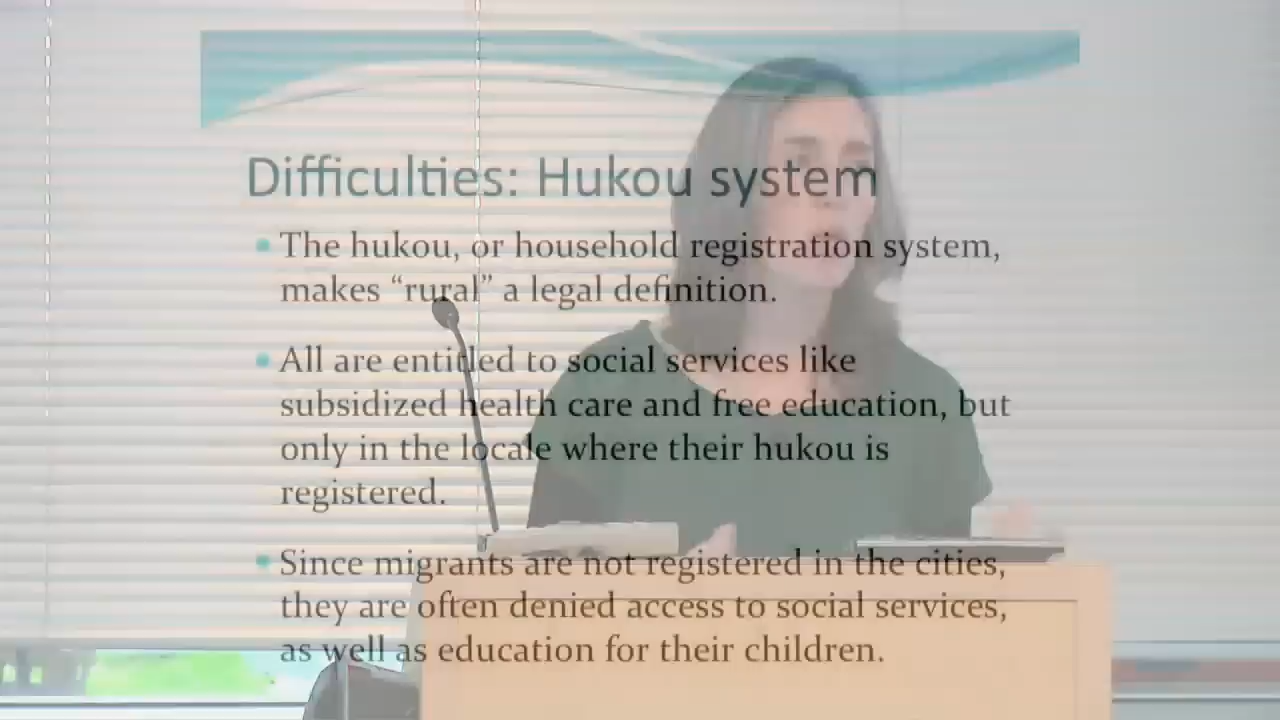 Difficulties: Hukou system
The hukou, or household registration system,
makes “rural” a legal definition.
All are entitled to social services like
subsidized health care and free education, but
only in the locale where their hukou is
registered.
Since migrants are not registered in the cities,
they are often denied access to social services,
as well as education for their children.